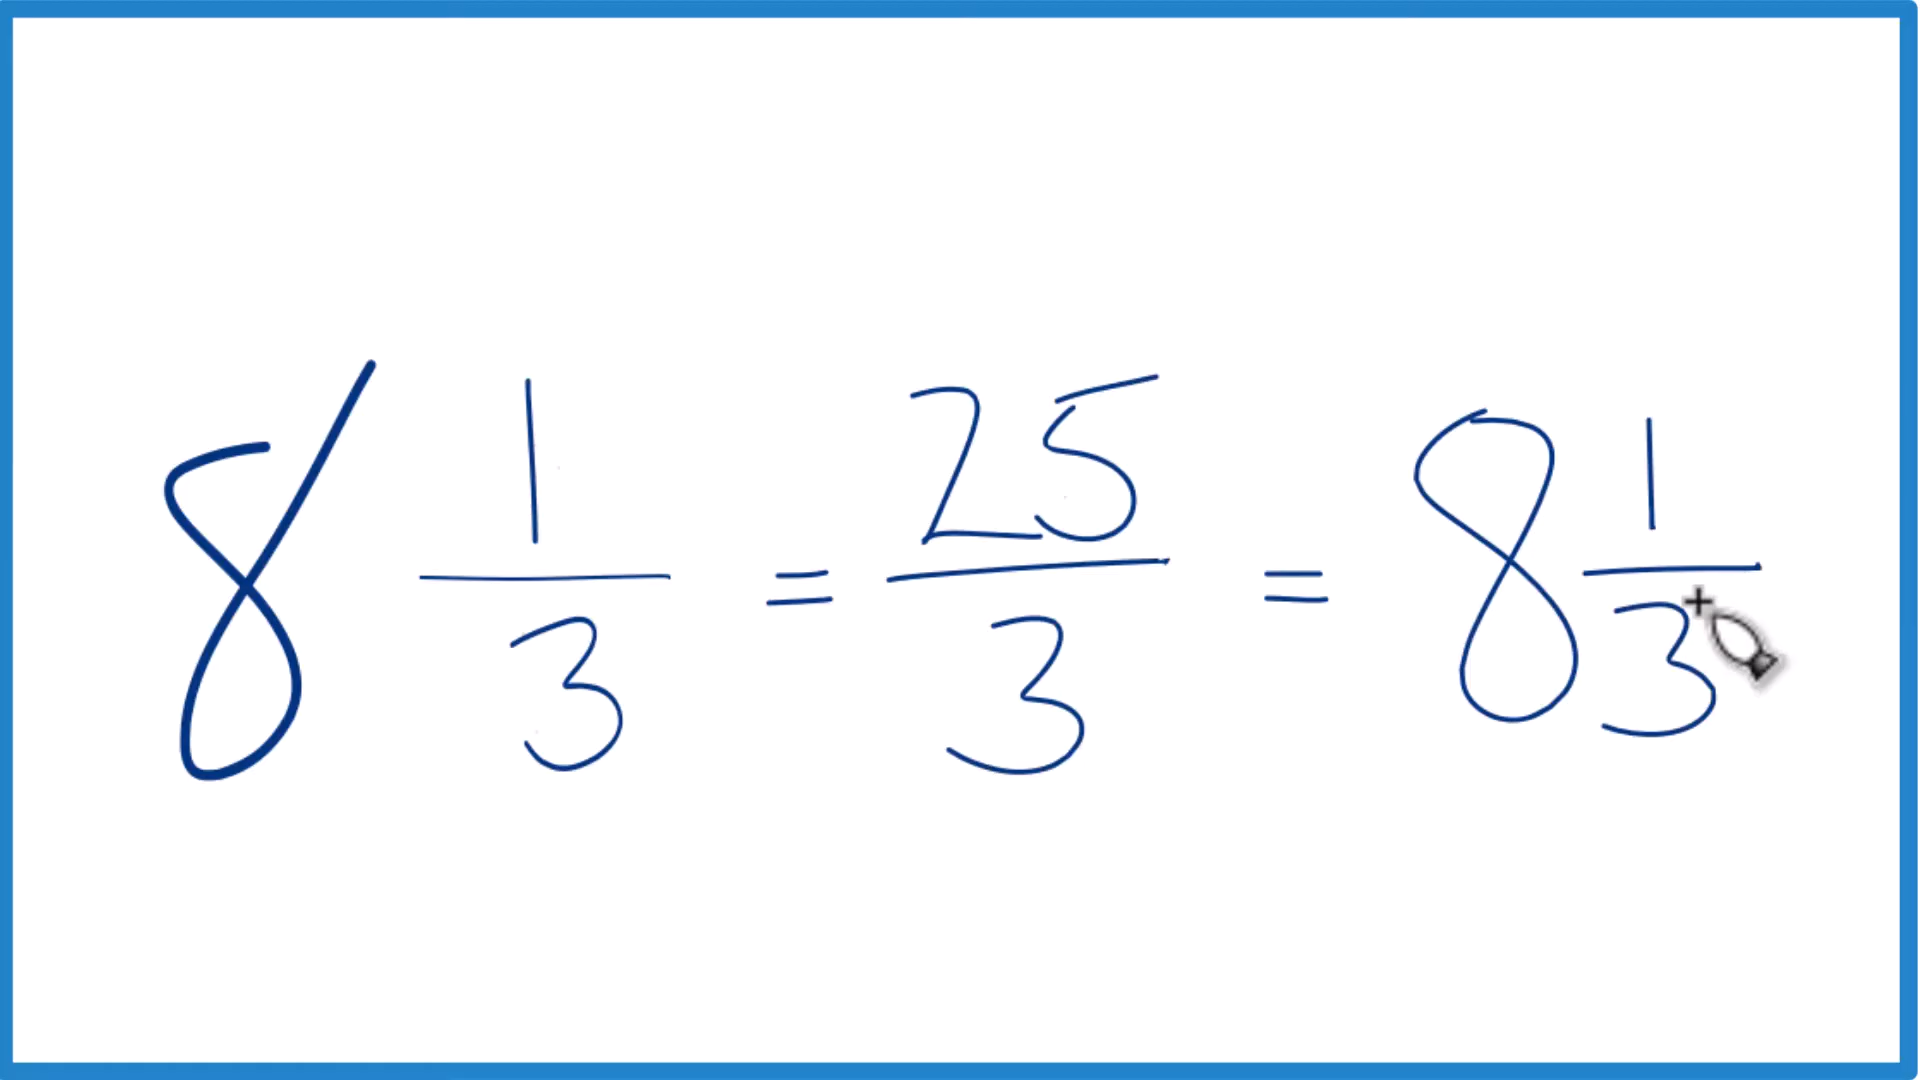 8 1/3 = 25/3 = 8 1/3